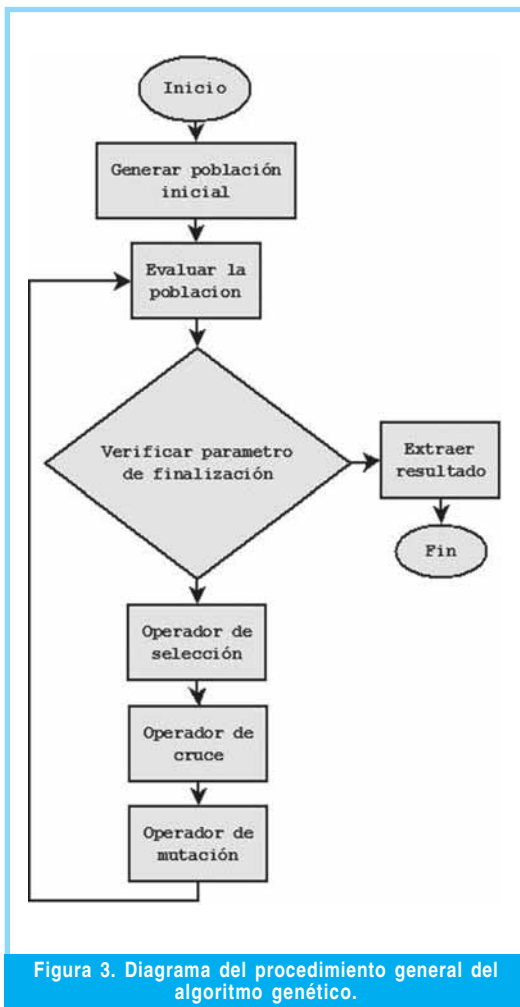 Inicio
Generar población
inicial
Evaluar la
poblacion
Verificar parametro
de finalización
Extraer
resultado
Fin
Operador de
selección
Operador de
cruce
Operador de
mutación
Figura 3. Diagrama del procedimiento general del
algoritmo genético.